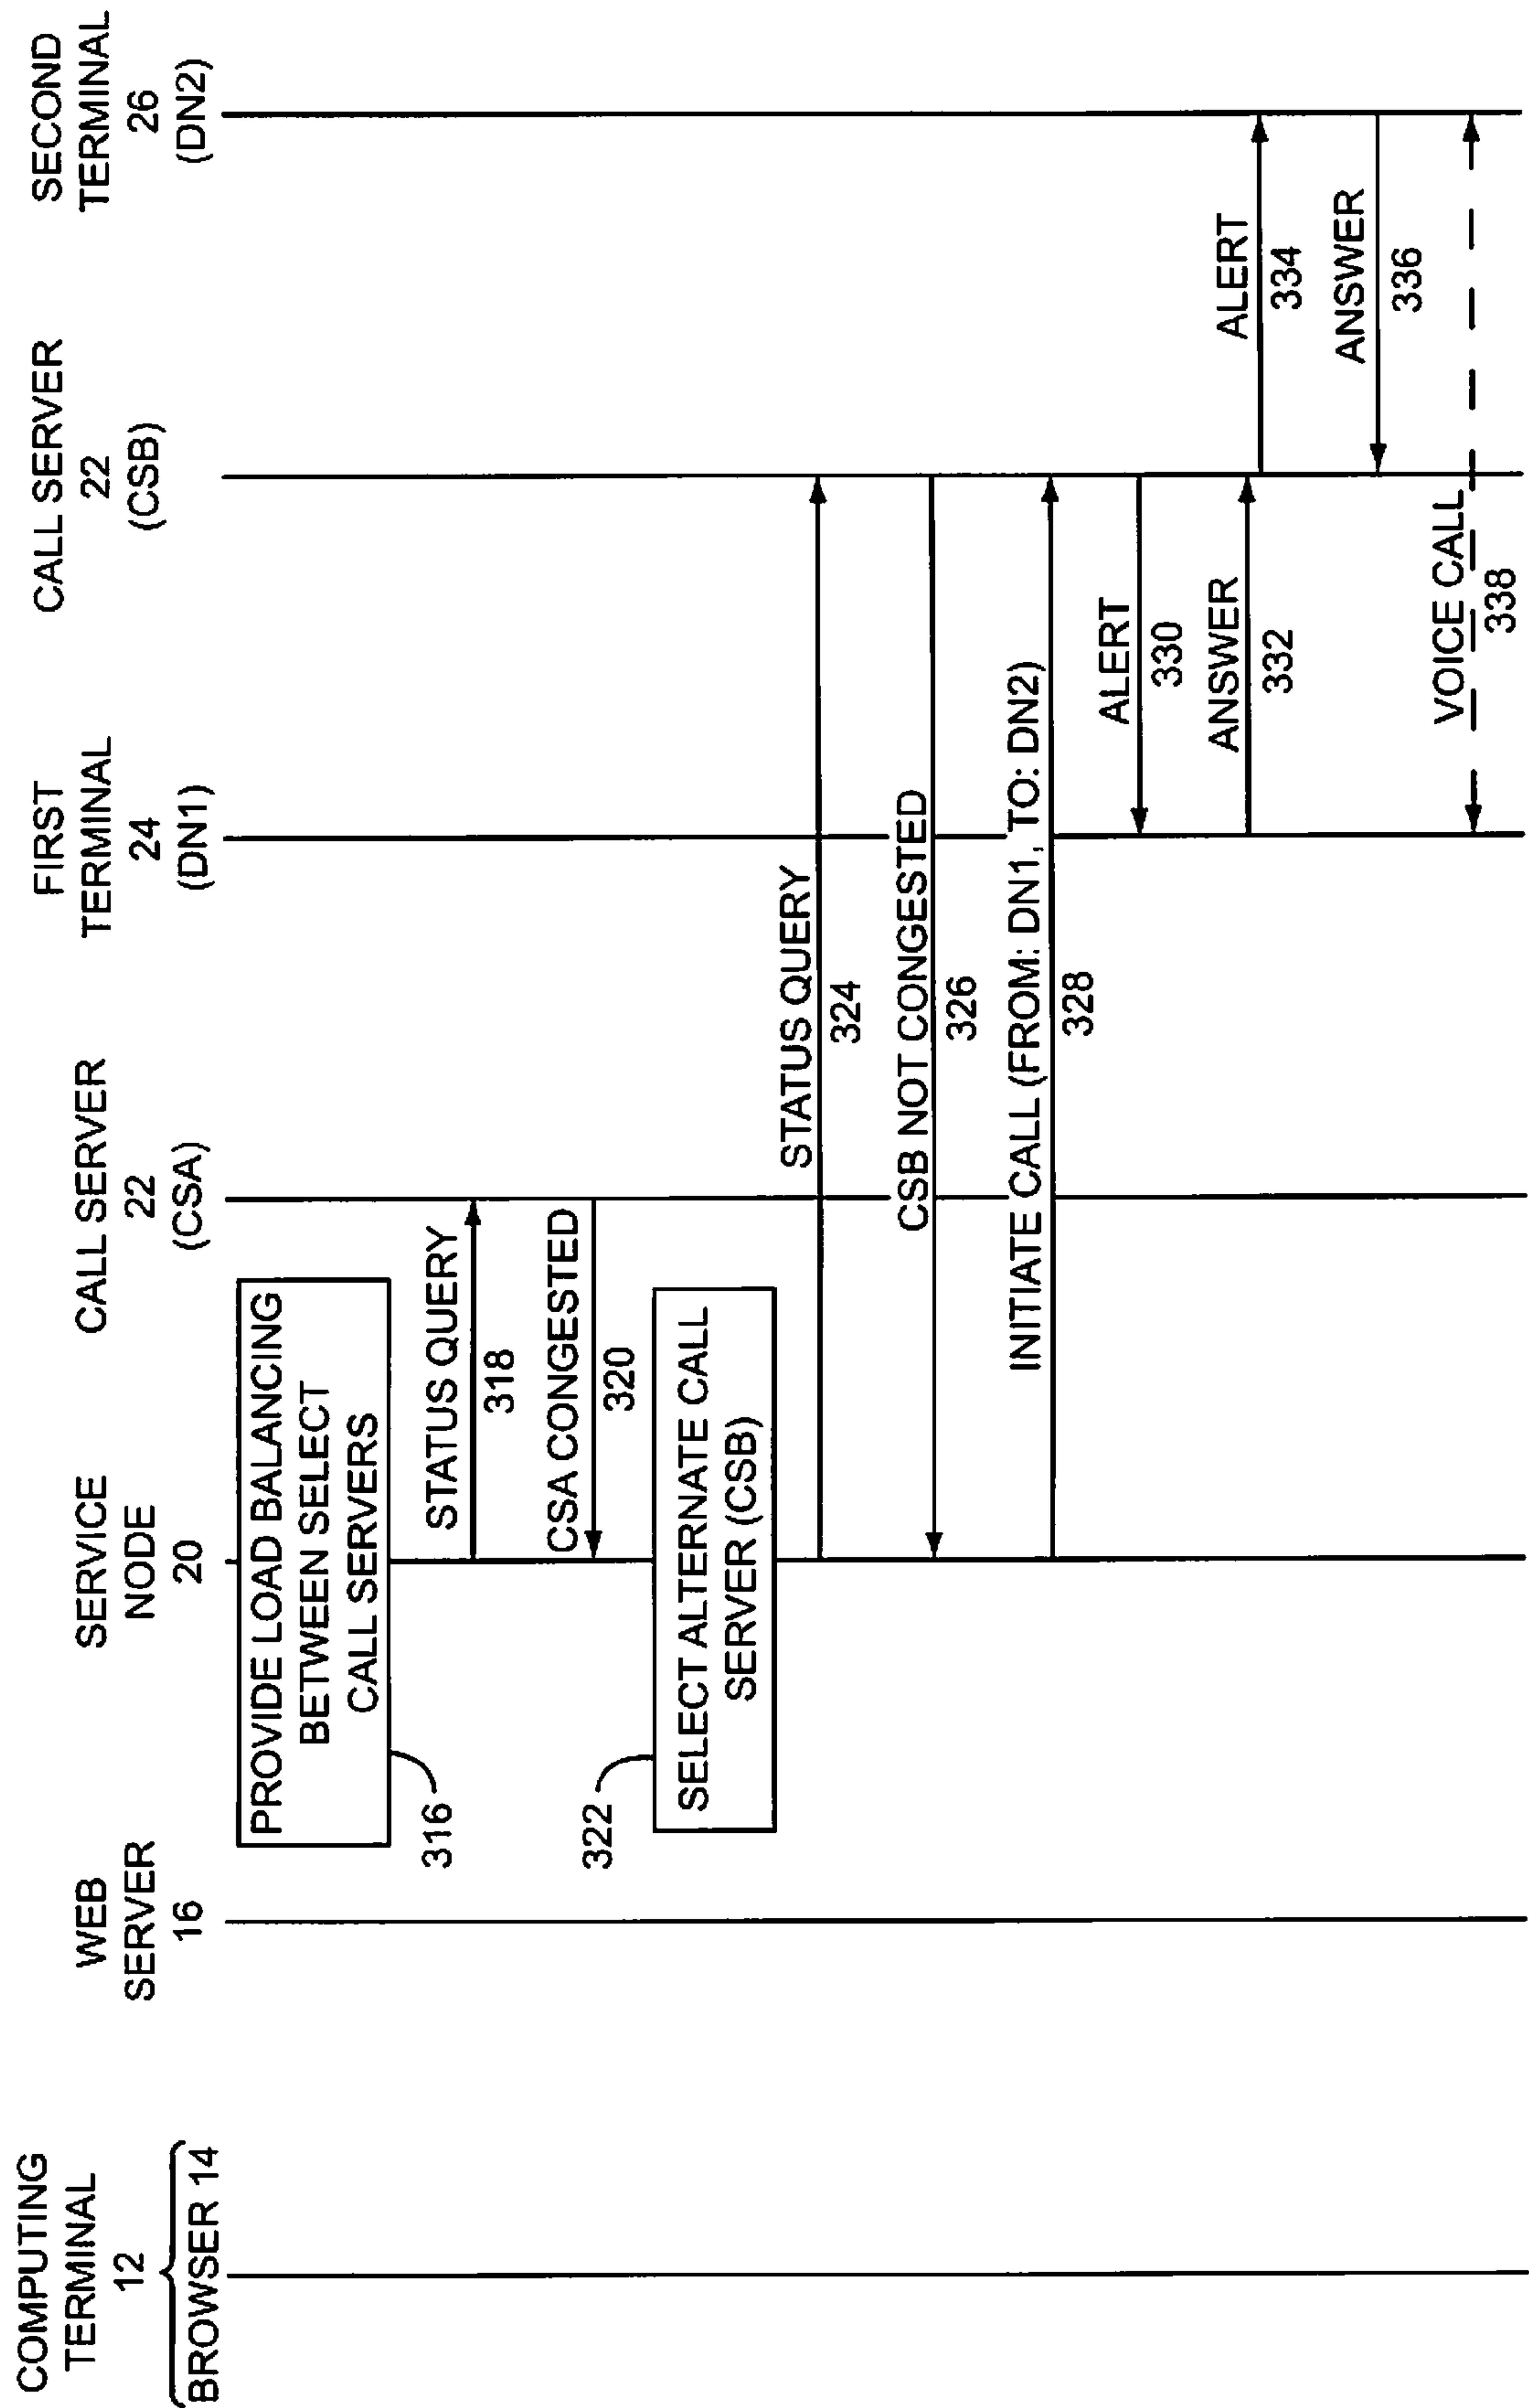 COMPUTING
TERMINAL
12
BROWSER 14
WEB
SERVER
16
SERVICE
NODE
20
CALL SERVER
22
(CSA)
FIRST
TERMINAL
24
(DN1)
CALL SERVER
22
(CSB)
SECOND
TERMINAL
26
(DN2)
PROVIDE LOAD BALANCING
BETWEEN SELECT
CALL SERVERS
316
STATUS QUERY
318
CSA CONGESTED
320
SELECT ALTERNATE CALL
SERVER (CSB)
322
STATUS QUERY
324
CSB NOT CONGESTED
326
INITIATE CALL (FROM: DN1, TO: DN2)
328
ALERT
330
ANSWER
332
ALERT
334
ANSWER
336
VOICE CALL
338